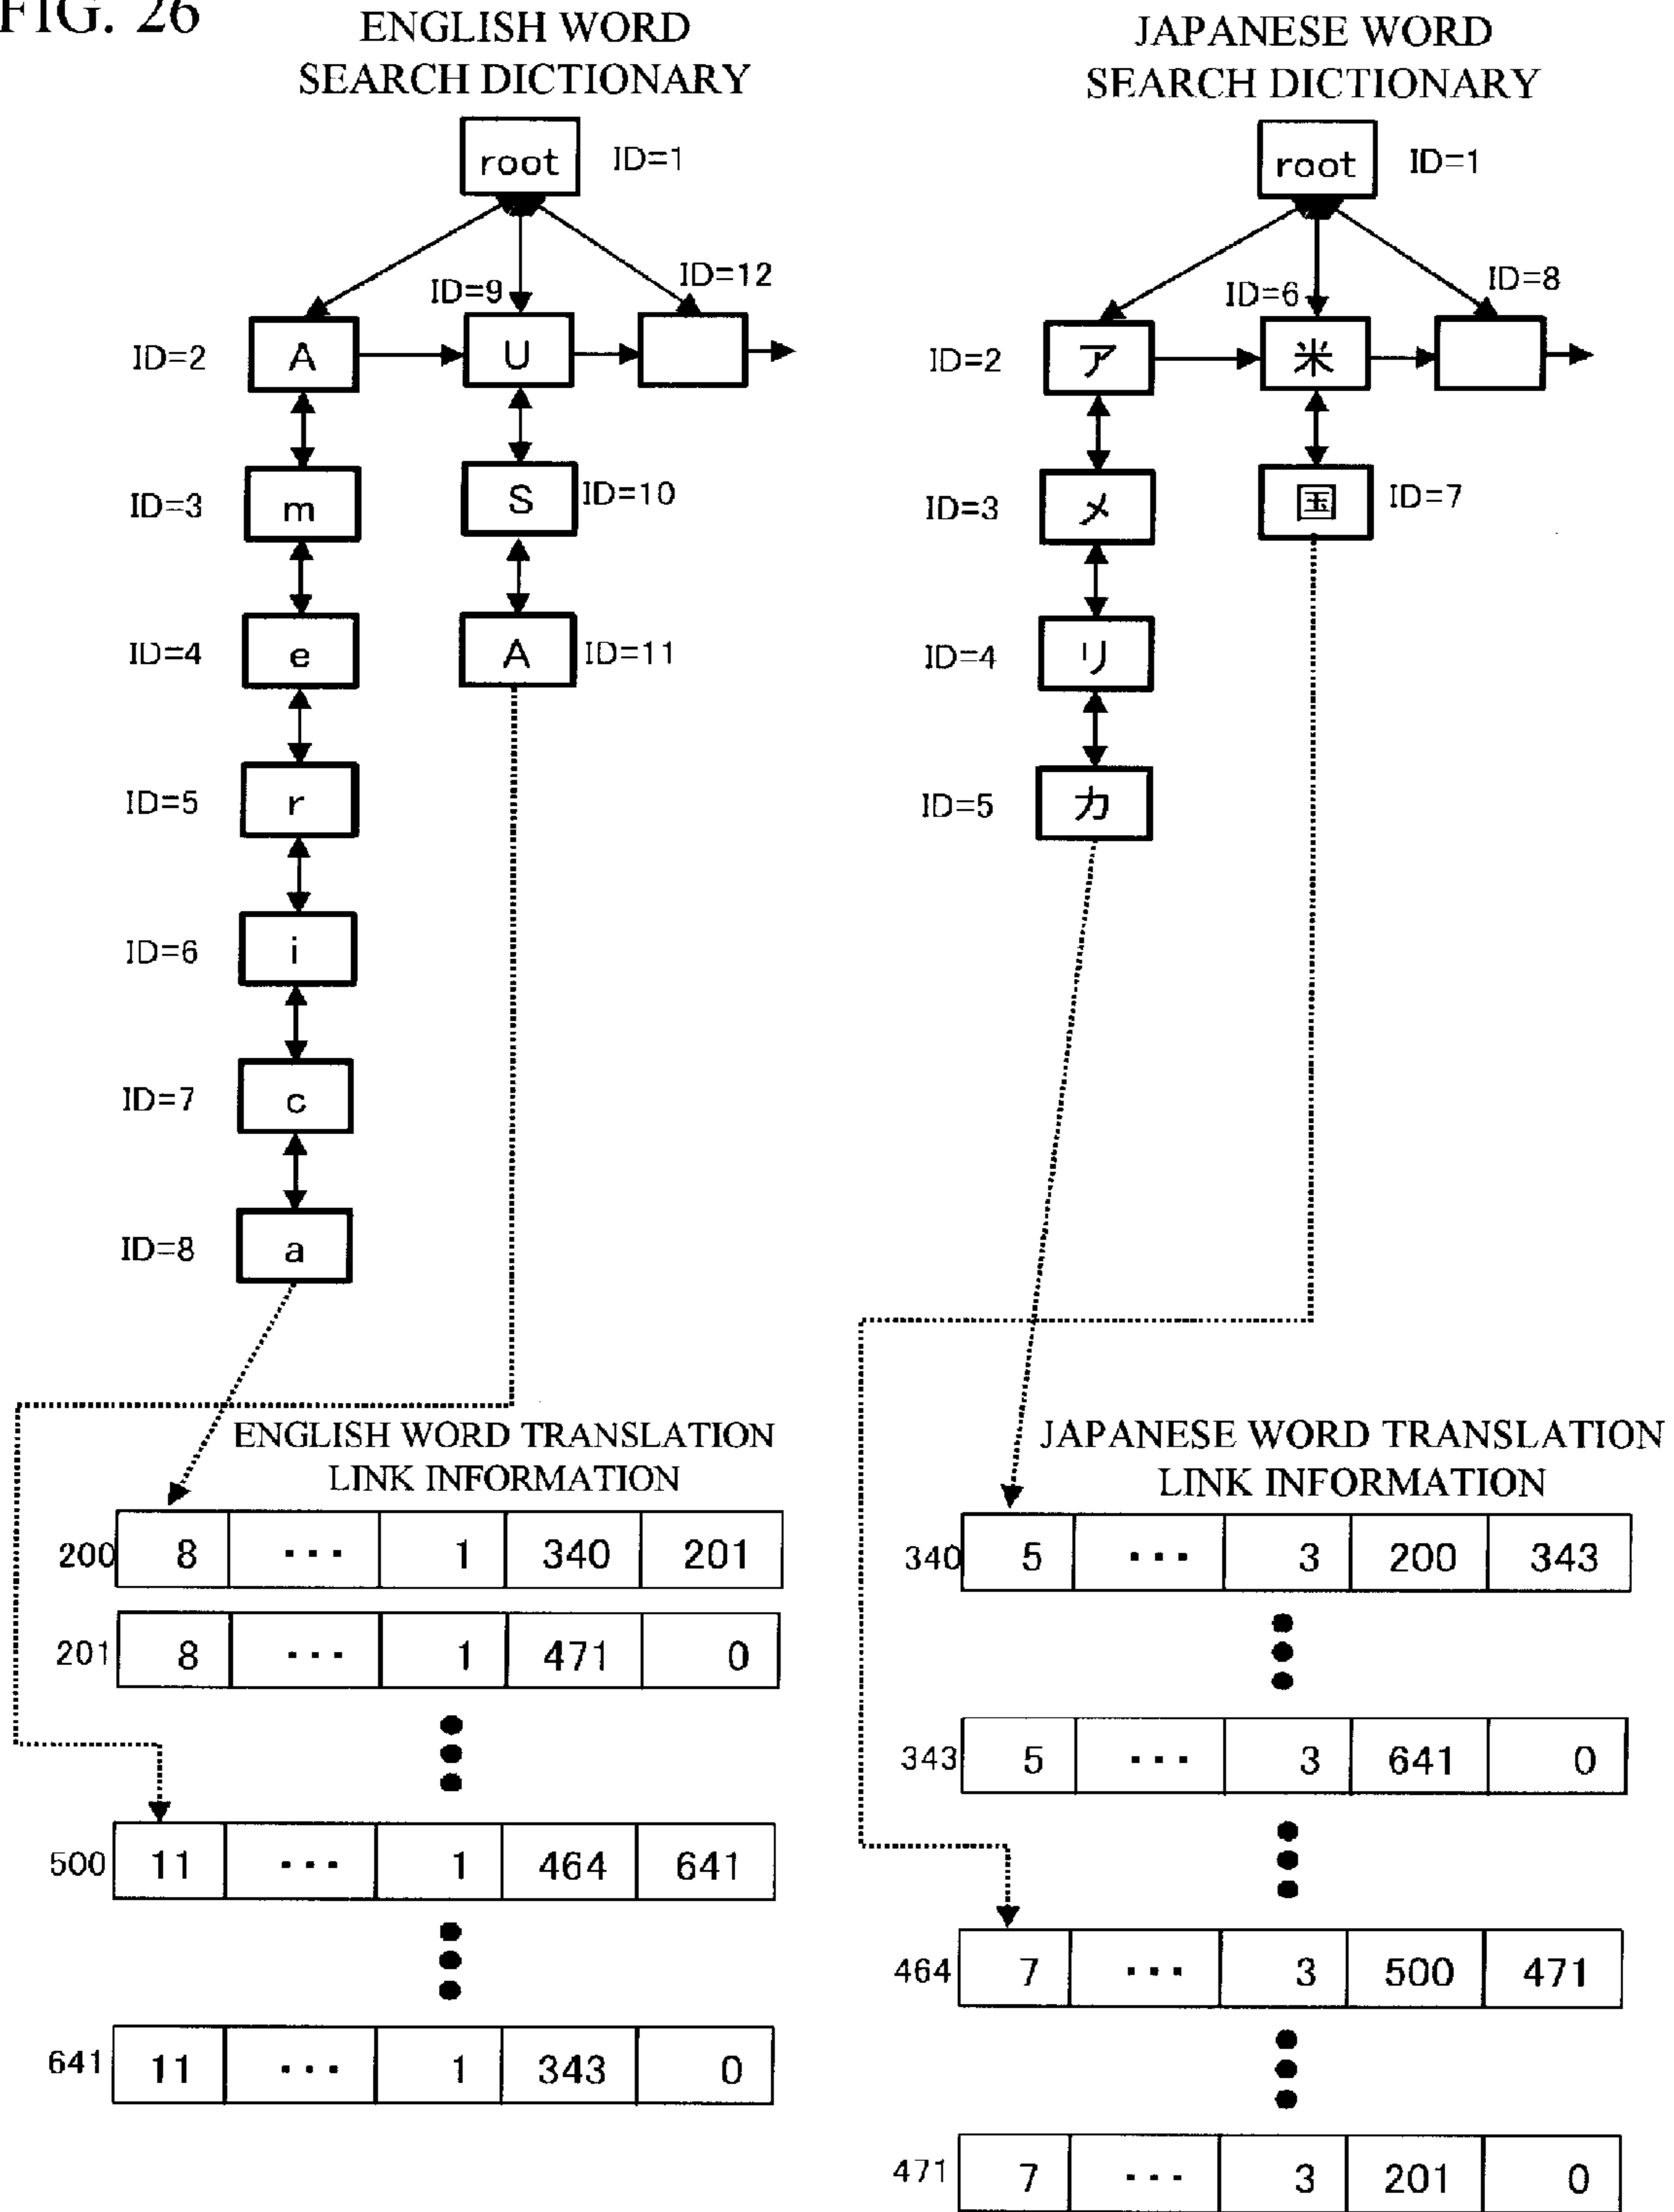 FIG. 26
ENGLISH WORD
SEARCH DICTIONARY
root ID=1
ID=9 ID=12
ID=2 A U
ID=3 m S ID=10
ID=4 e A ID=11
ID=5 r
ID=6 i
ID=7 c
ID=8 a
JAPANESE WORD
SEARCH DICTIONARY
root ID=1
ID=6 ID=8
ID=2 ア 米
ID=3 メ 国 ID=7
ID=4 リ
ID=5 カ
ENGLISH WORD TRANSLATION
LINK INFORMATION
200 8 ... 1 340 201
201 8 ... 1 471 0
500 11 ... 1 464 641
641 11 ... 1 343 0
JAPANESE WORD TRANSLATION
LINK INFORMATION
340 5 ... 3 200 343
343 5 ... 3 641 0
464 7 ... 3 500 471
471 7 ... 3 201 0